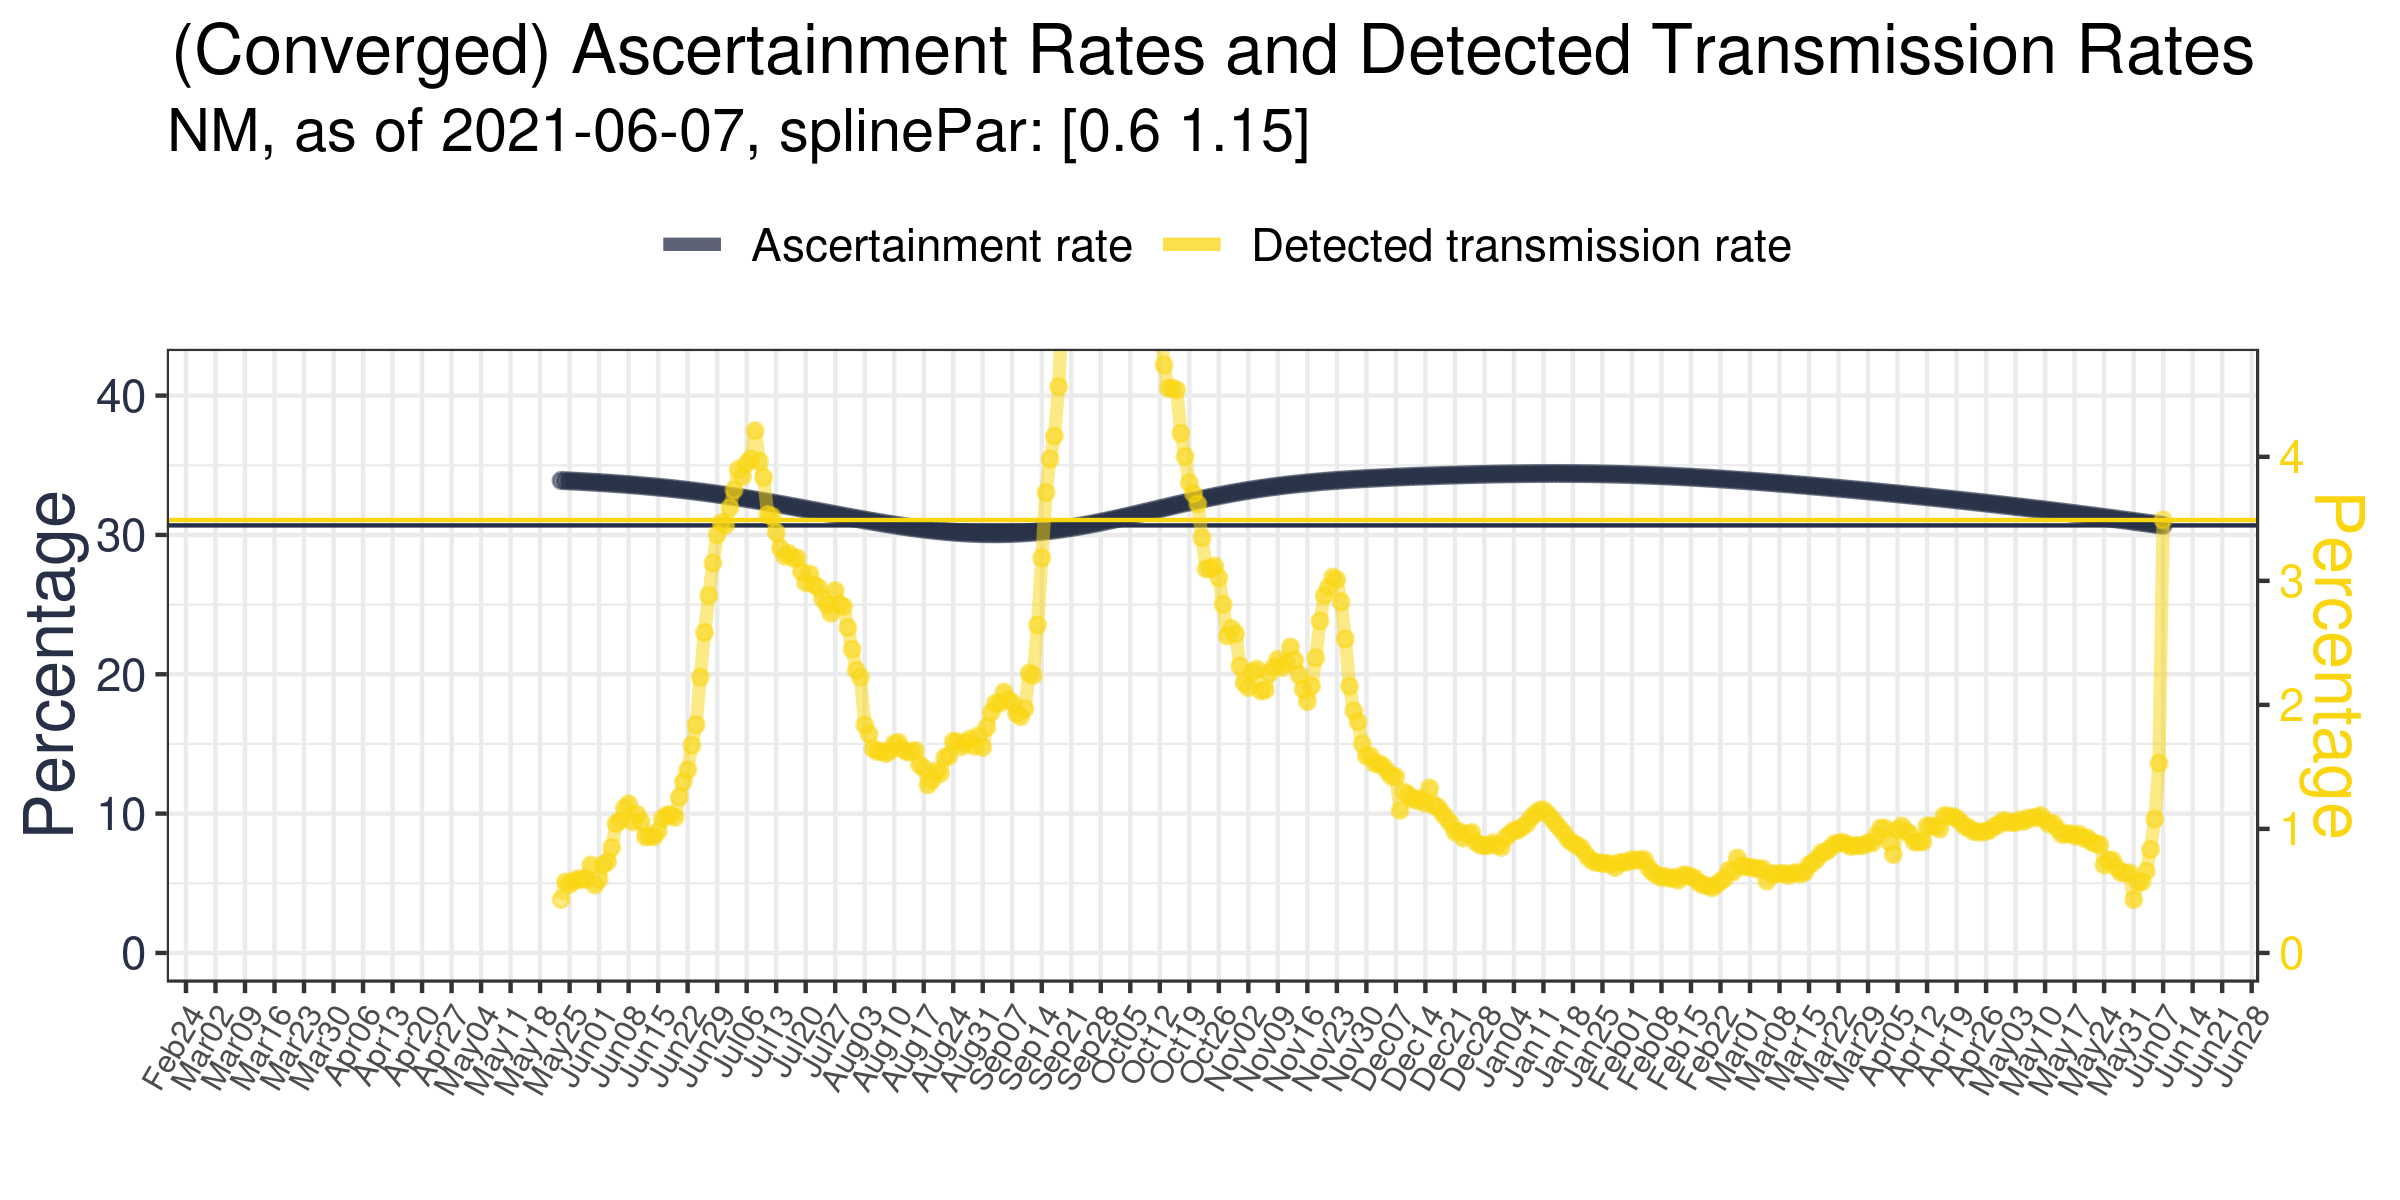 (Converged) Ascertainment Rates and Detected Transmission Rates
NM, as of 2021-06-07, splinePar: [0.6 1.15]
Ascertainment rate
Detected transmission rate
Percentage
40
30
20
10
0
4
3
2
1
0
Percentage
Feb24
Mar02
Mar09
Mar16
Mar23
Mar30
Apr06
Apr13
Apr20
Apr27
May04
May11
May18
May25
Jun01
Jun08
Jun15
Jun22
Jun29
Jul06
Jul13
Jul20
Jul27
Aug03
Aug10
Aug17
Aug24
Aug31
Sep07
Sep14
Sep21
Sep28
Oct05
Oct12
Oct19
Oct26
Nov02
Nov09
Nov16
Nov23
Nov30
Dec07
Dec14
Dec21
Dec28
Jan04
Jan11
Jan18
Jan25
Feb01
Feb08
Feb15
Feb22
Mar01
Mar08
Mar15
Mar22
Mar29
Apr05
Apr12
Apr19
Apr26
May03
May10
May17
May24
May31
Jun07
Jun14
Jun21
Jun28